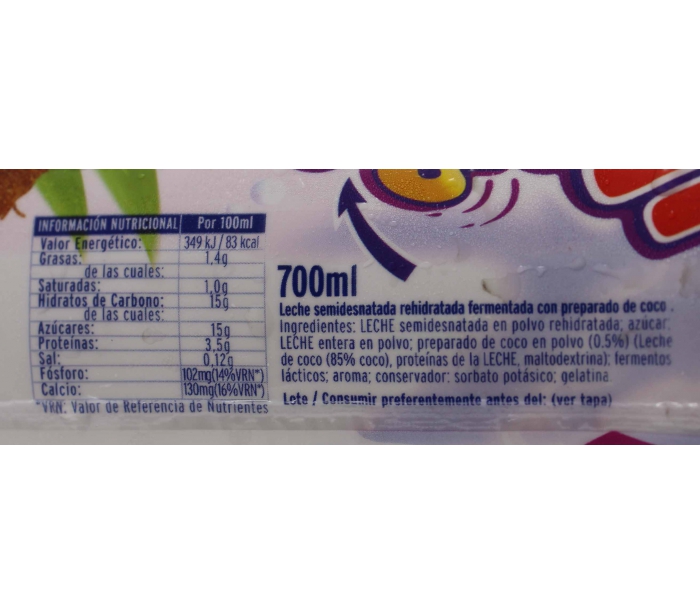 INFORMACIÓN NUTRICIONAL Por 100ml
Valor Energético: 349 kJ / 83 kcal
Grasas: 1,4g
de las cuales:
Saturadas: 1,0g
Hidratos de Carbono: 15g
de las cuales:
Azúcares: 15g
Proteínas: 3,5g
Sal: 0,12g
Fósforo: 102mg(14%VRN*)
Calcio: 130mg(16%VRN*)
*VRN: Valor de Referencia de Nutrientes
700ml
Leche semidesnatada rehidratada fermentada con preparado de coco .
Ingredientes: LECHE semidesnatada en polvo rehidratada; azúcar;
LECHE entera en polvo; preparado de coco en polvo (0.5%) (Leche
de coco (85% coco), proteínas de la LECHE, maltodextrina); fermentos
lácticos; aroma; conservador: sorbato potásico; gelatina
Lote / Consumir preferentemente antes del: (ver tapa)